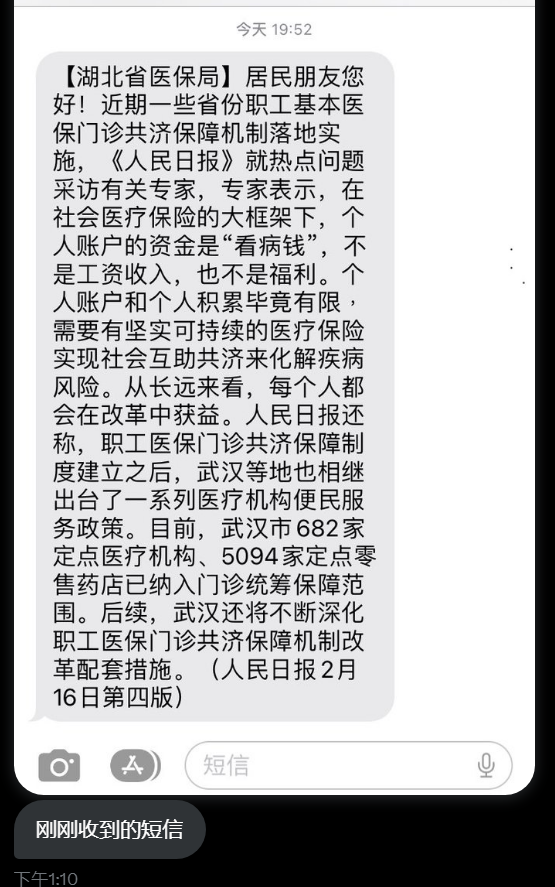 今天 19:52
【湖北省医保局】居民朋友您
好！近期一些省份职工基本医
保门诊共济保障机制落地实
施，《人民日报》就热点问题
采访有关专家，专家表示，在
社会医疗保险的大框架下，个
人账户的资金是“看病钱”，不
是工资收入，也不是福利。个
人账户和个人积累毕竟有限，
需要有坚实可持续的医疗保险
实现社会互助共济来化解疾病
风险。从长远来看，每个人都
会在改革中获益。人民日报还
称，职工医保门诊共济保障制
度建立之后，武汉等地也相继
出台了一系列医疗机构便民服
务政策。目前，武汉市682家
定点医疗机构、5094家定点零
售药店已纳入门诊统筹保障范
围。后续，武汉还将不断深化
职工医保门诊共济保障机制改
革配套措施。（人民日报2月
16日第四版）
短信
刚刚收到的短信
下午1:10